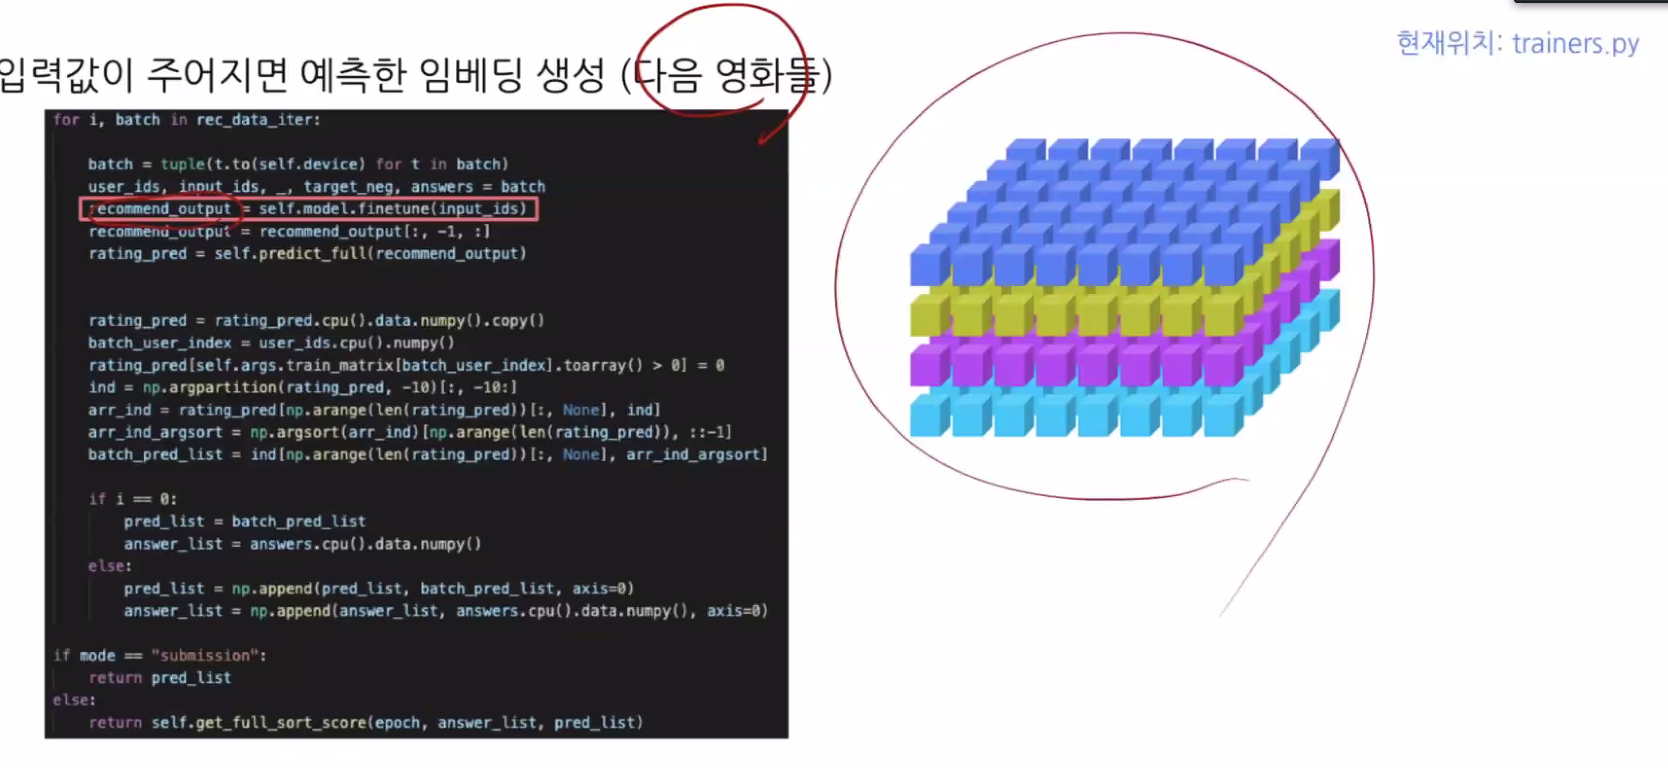 현재위치: trainers.py
입력값이 주어지면 예측한 임베딩 생성 (다음 영화들)
for i, batch in rec_data_iter:
batch = tuple(t.to(self.device) for t in batch)
user_ids, input_ids, _, target_neg, answers = batch
recommend_output = self.model.finetune(input_ids)
recommend_output = recommend_output[:, -1, :]
rating_pred = self.predict_full(recommend_output)
rating_pred = rating_pred.cpu().data.numpy().copy()
batch_user_index = user_ids.cpu().numpy()
rating_pred[self.args.train_matrix[batch_user_index].toarray() > 0] = 0
ind = np.argpartition(rating_pred, -10)[:, -10:]
arr_ind = rating_pred[np.arange(len(rating_pred))[:, None], ind]
arr_ind_argsort = np.argsort(arr_ind)[np.arange(len(rating_pred)), ::-1]
batch_pred_list = ind[np.arange(len(rating_pred))[:, None], arr_ind_argsort]
if i == 0:
pred_list = batch_pred_list
answer_list = answers.cpu().data.numpy()
else:
pred_list = np.append(pred_list, batch_pred_list, axis=0)
answer_list = np.append(answer_list, answers.cpu().data.numpy(), axis=0)
if mode == "submission":
return pred_list
else:
return self.get_full_sort_score(epoch, answer_list, pred_list)